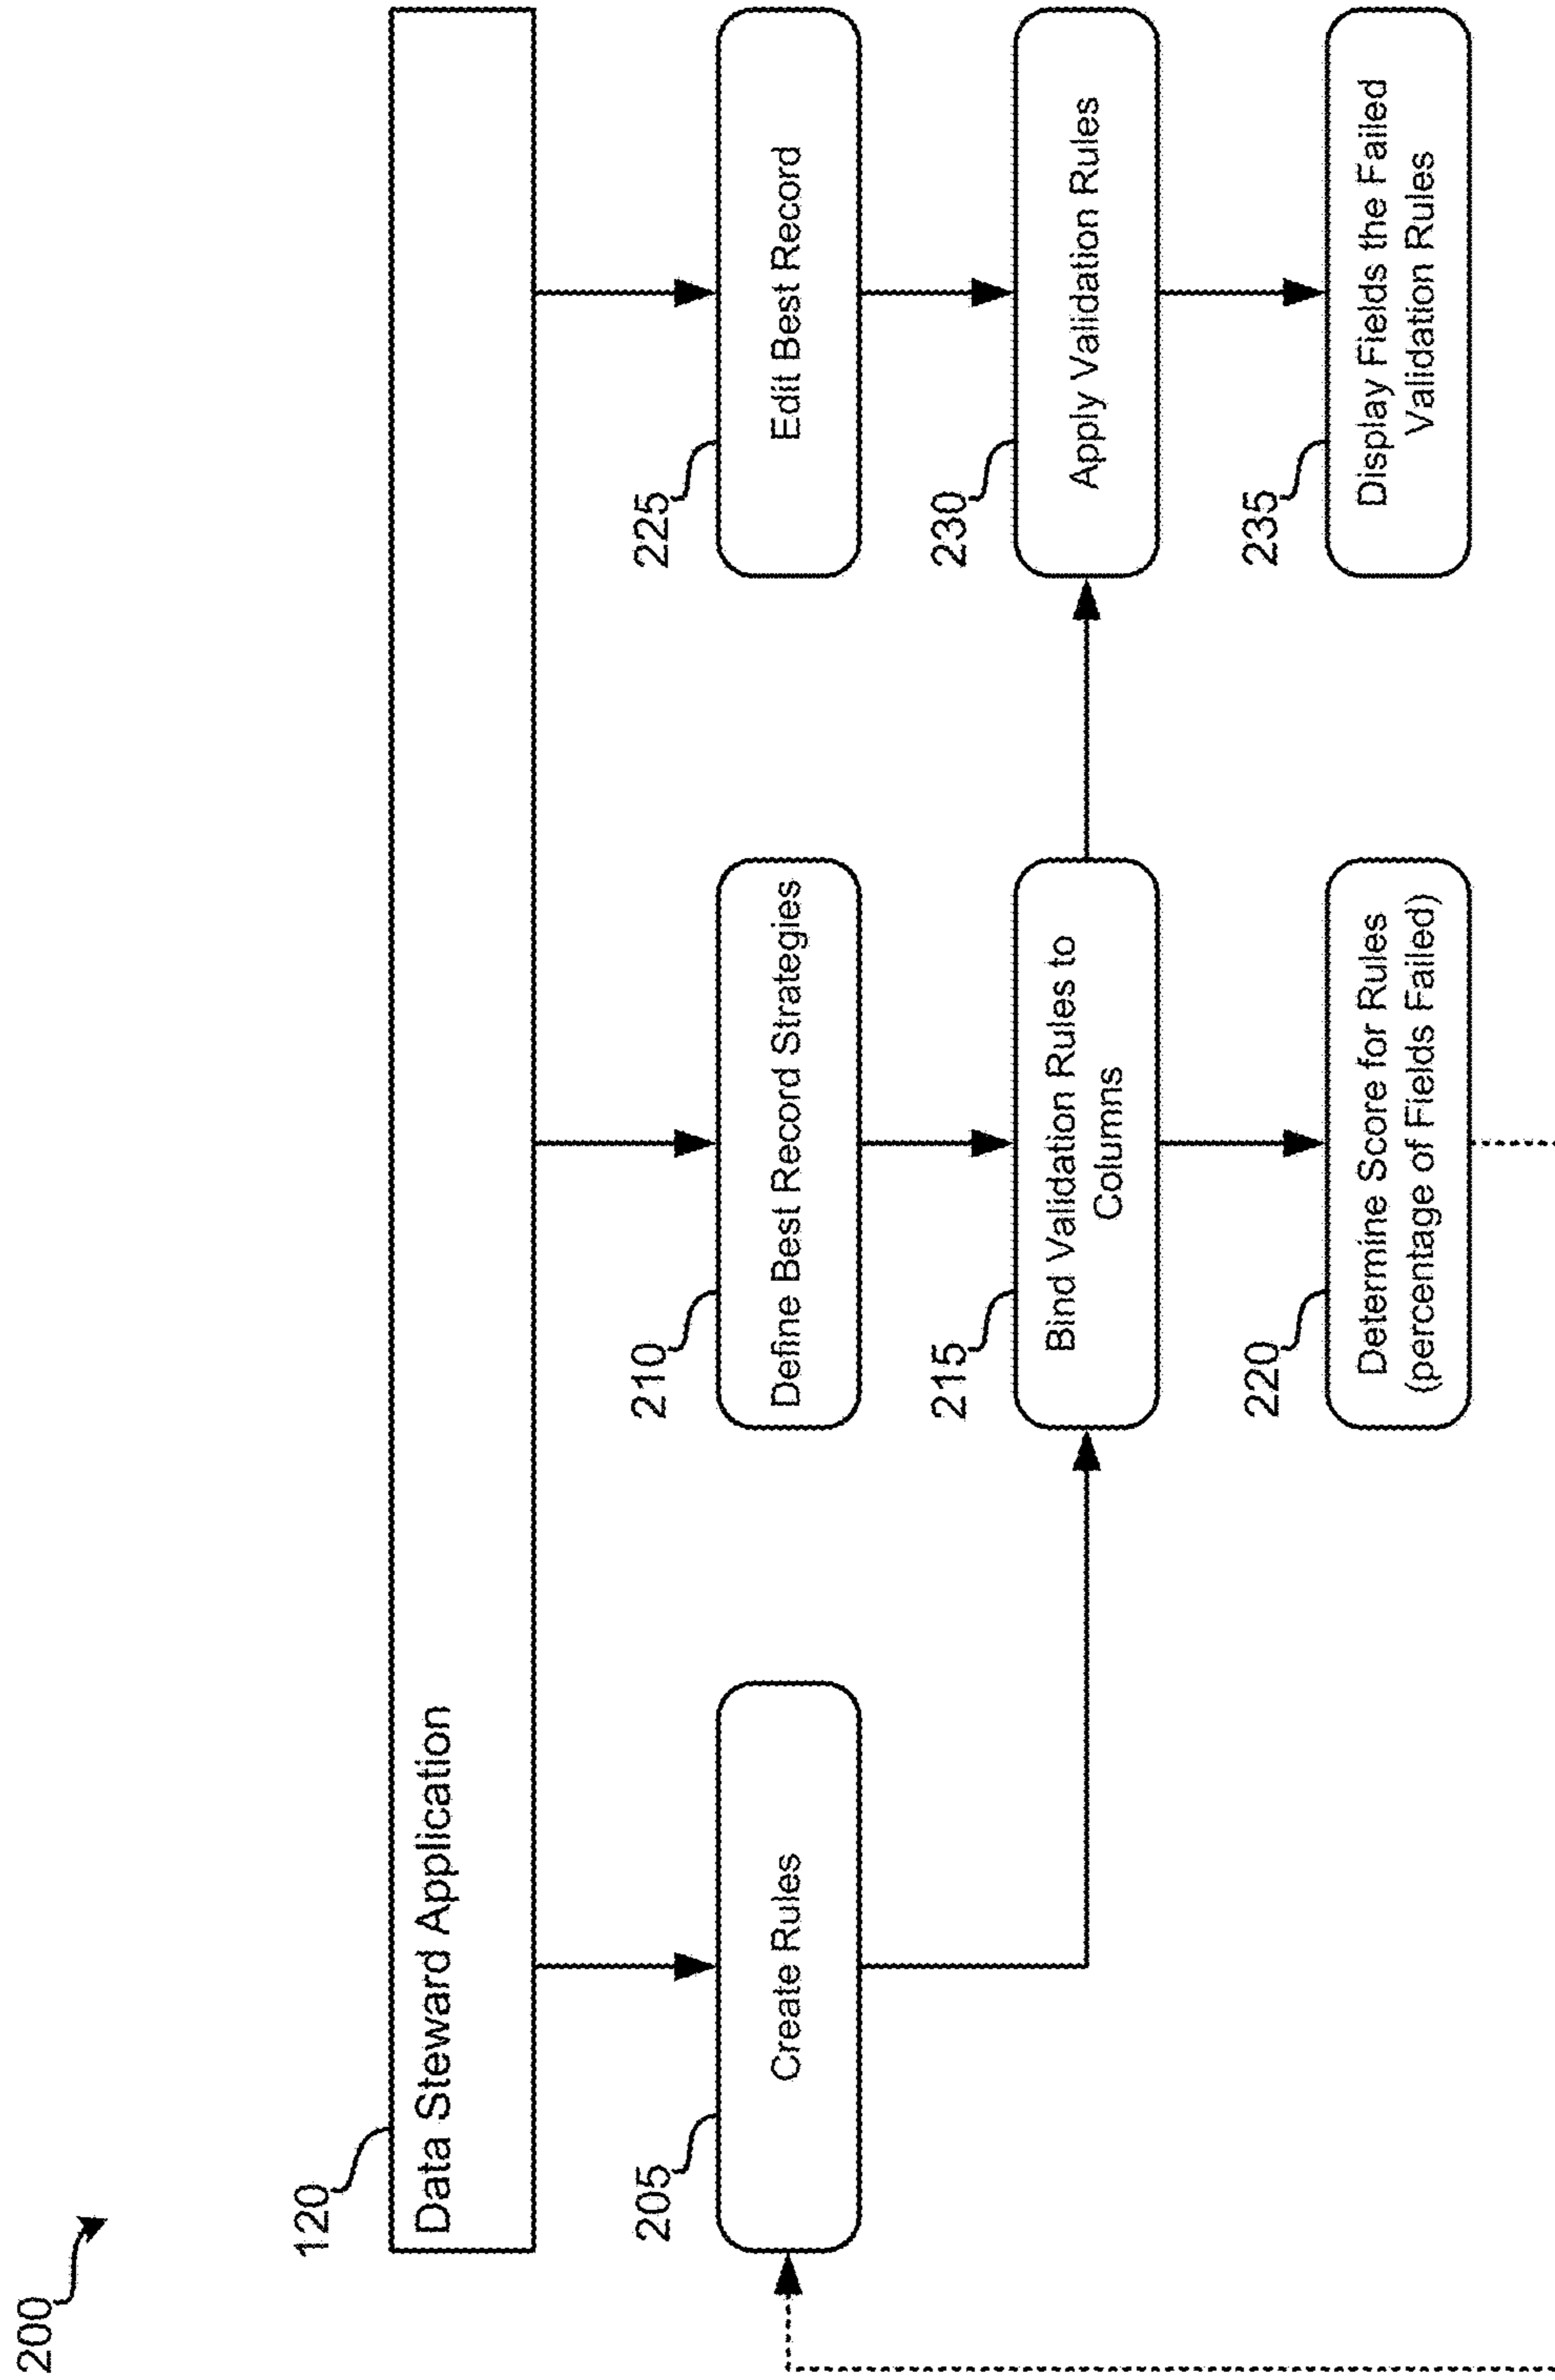 200
120
Data Steward Application
205
Create Rules
210
Define Best Record Strategies
215
Bind Validation Rules to
Columns
220
Determine Score for Rules
(percentage of Fields Failed)
225
Edit Best Record
230
Apply Validation Rules
235
Display Fields the Failed
Validation Rules